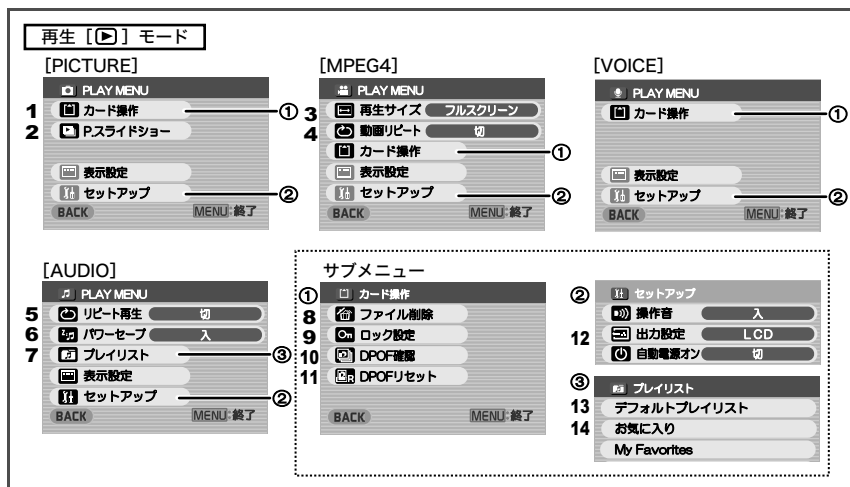 再生 [▶] モード
[PICTURE]
PLAY MENU
1 カード操作 ①
2 P.スライドショー
表示設定
セットアップ ②
BACK MENU:終了
[MPEG4]
PLAY MENU
3 再生サイズ フルスクリーン
4 動画リピート 切
カード操作 ①
表示設定
セットアップ ②
BACK MENU:終了
[VOICE]
PLAY MENU
カード操作 ①
表示設定
セットアップ ②
BACK MENU:終了
[AUDIO]
PLAY MENU
5 リピート再生 切
6 パワーセーブ 入
7 プレイリスト ③
表示設定
セットアップ ②
BACK MENU:終了
サブメニュー
① カード操作
8 ファイル削除
9 ロック設定
10 DPOF確認
11 DPOFリセット
BACK MENU:終了
② セットアップ
操作音 入
12 出力設定 LCD
自動電源オン 切
③ プレイリスト
13 デフォルトプレイリスト
14 お気に入り
My Favorites